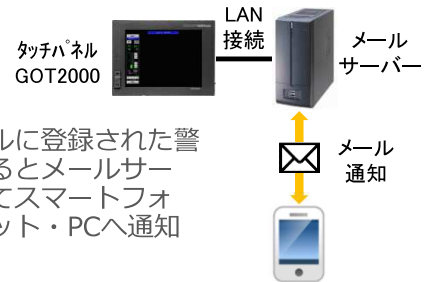 LAN
接続
ﾀｯﾁﾊﾟﾈﾙ
GOT2000
メール
サーバー
ルに登録された警
るとメールサー
てスマートフォ
ット・PCへ通知
メール
通知